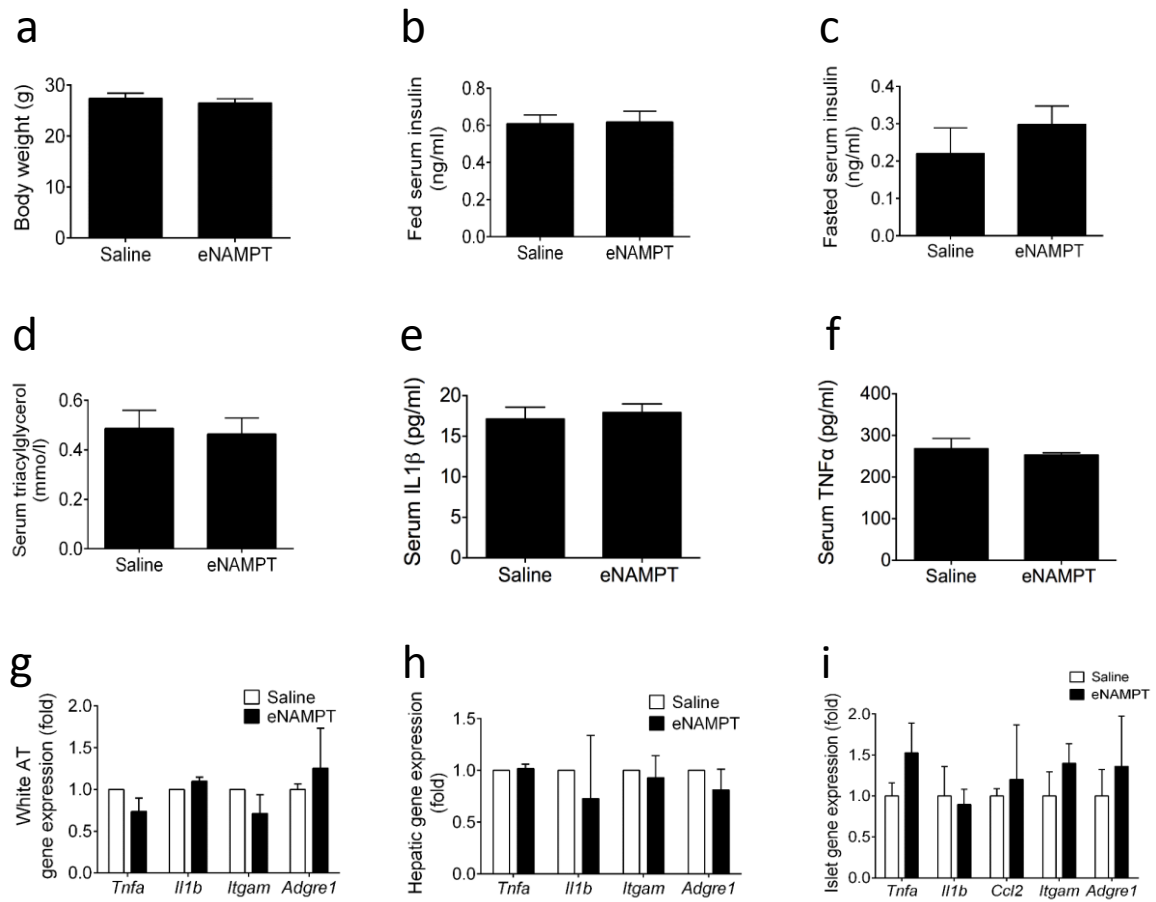 a
Body weight (g)
30
20
10
0
Saline
eNAMPT
b
Fed serum insulin
(ng/ml)
0.8
0.6
0.4
0.2
0.0
Saline
eNAMPT
c
Fasted serum insulin
(ng/ml)
0.4
0.3
0.2
0.1
0.0
Saline
eNAMPT
d
Serum triacylglycerol
(mmo/l)
0.6
0.4
0.2
0.0
Saline
eNAMPT
e
Serum IL1β (pg/ml)
20
15
10
5
0
Saline
eNAMPT
f
Serum TNFα (pg/ml)
400
300
200
100
0
Saline
eNAMPT
g
White AT
gene expression (fold)
Saline
eNAMPT
2.0
1.5
1.0
0.5
0.0
Tnfa
Il1b
Itgam
Adgre1
h
Hepatic gene expression
(fold)
Saline
eNAMPT
1.5
1.0
0.5
0.0
Tnfa
Il1b
Itgam
Adgre1
i
Islet gene expression (fold)
Saline
eNAMPT
2.0
1.5
1.0
0.5
0.0
Tnfa
Il1b
Ccl2
Itgam
Adgre1